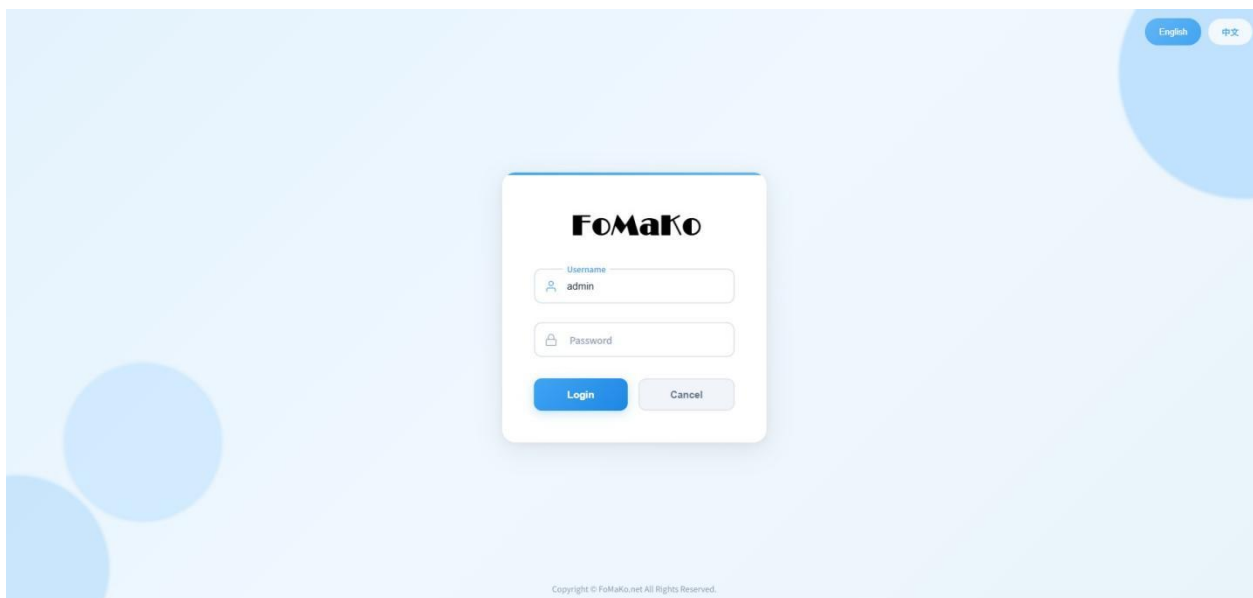 English 中文
FoMaKo
Username
admin
Password
Login Cancel
Copyright © FoMaKo.net All Rights Reserved.